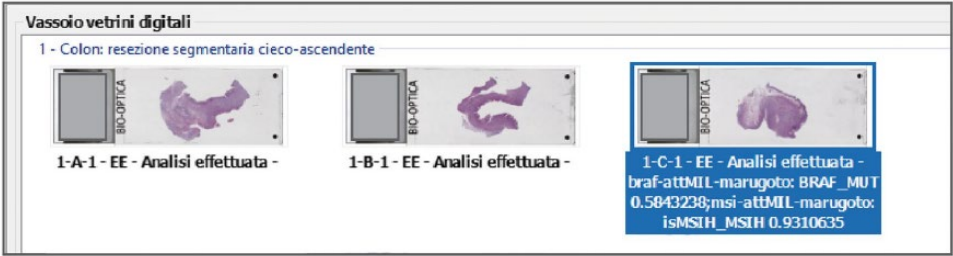 Vassoio vetrini digitali
1 - Colon: resezione segmentaria cieco-ascendente
BIO-OPTICA
BIO-OPTICA
BIO-OPTICA
1-A-1 - EE - Analisi effettuata -
1-B-1 - EE - Analisi effettuata -
1-C-1 - EE - Analisi effettuata -
braf-attMIL-marugoto: BRAF_MUT
0.5843238;msi-attMIL-marugoto:
isMSIH_MSIH 0.9310635